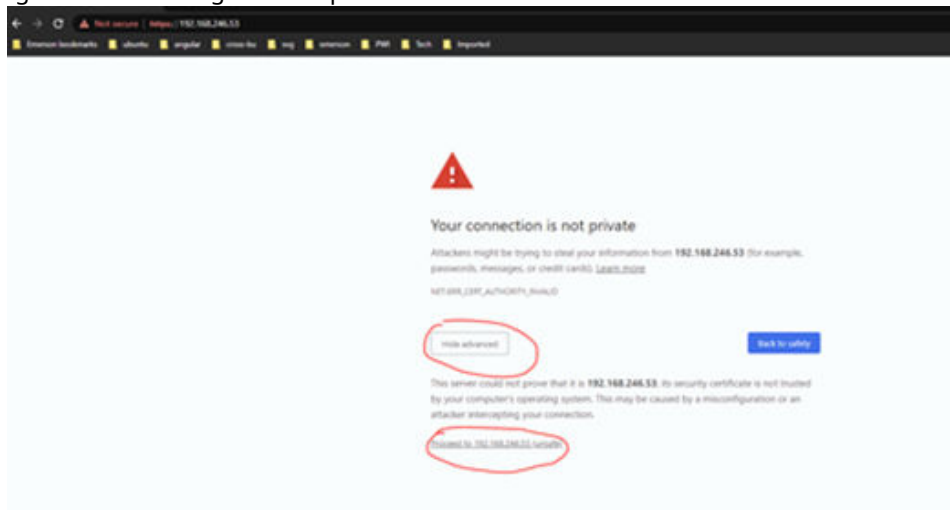 Not secure | https://192.168.246.53
Emerson bookmarks ubuntu angular cross-bu svg emerson PWI Tech Imported
Your connection is not private
Attackers might be trying to steal your information from 192.168.246.53 (for example,
passwords, messages, or credit cards). Learn more
NET::ERR_CERT_AUTHORITY_INVALID
Hide advanced
Back to safety
This server could not prove that it is 192.168.246.53; its security certificate is not trusted
by your computer's operating system. This may be caused by a misconfiguration or an
attacker intercepting your connection.
Proceed to 192.168.246.53 (unsafe)